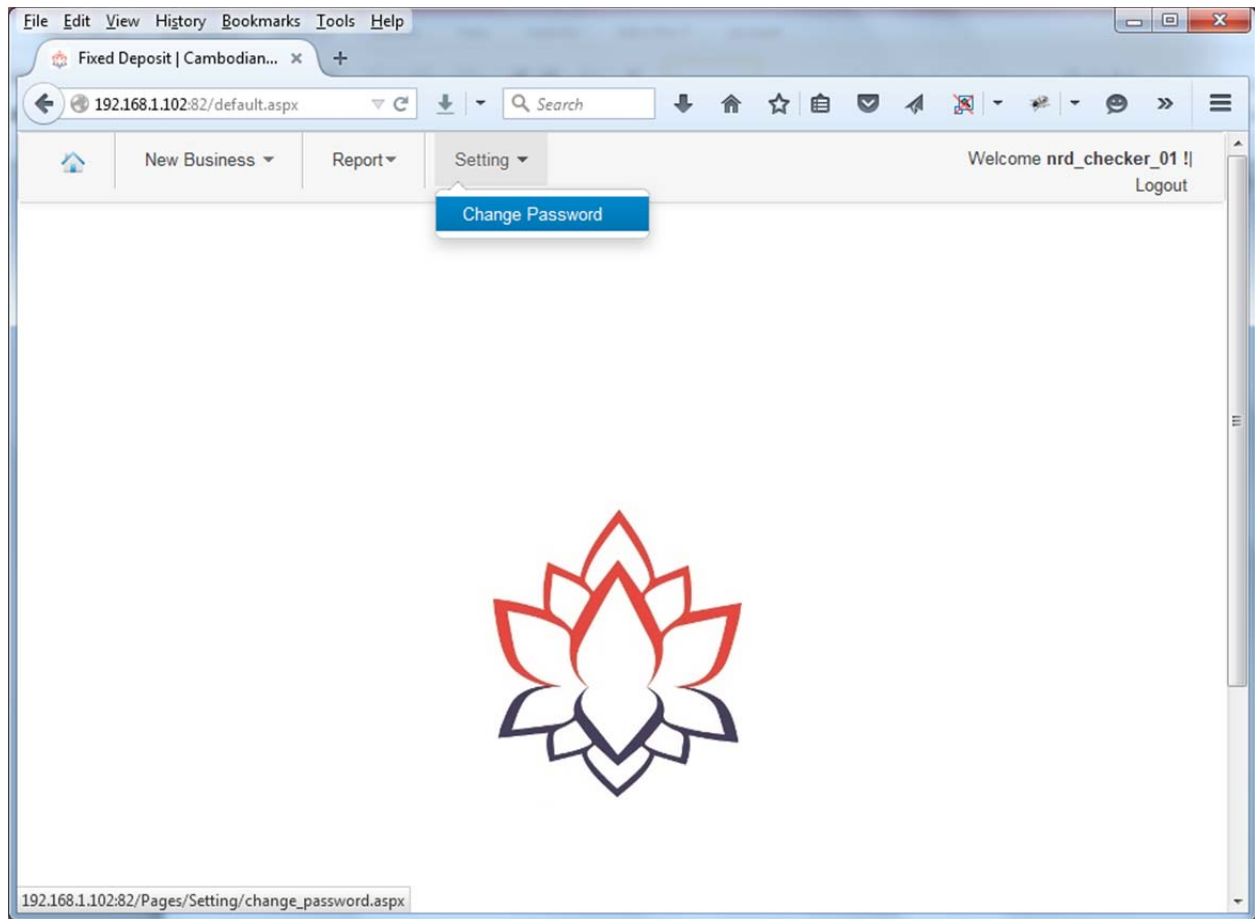 File Edit View History Bookmarks Tools Help
Fixed Deposit | Cambodian...
192.168.1.102:82/default.aspx Search
New Business Report Setting Welcome nrd_checker_01 !|
Logout
Change Password
192.168.1.102:82/Pages/Setting/change_password.aspx